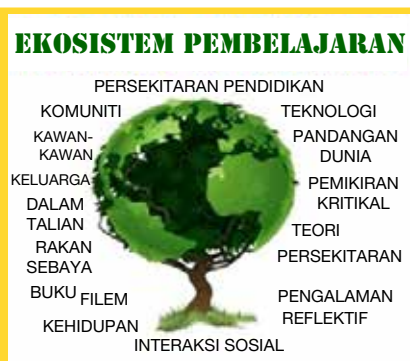 EKOSISTEM PEMBELAJARAN
PERSEKITARAN PENDIDIKAN
KOMUNITI
KAWAN-
KAWAN
KELUARGA
DALAM
TALIAN
RAKAN
SEBAYA
BUKU
FILEM
KEHIDUPAN
TEKNOLOGI
PANDANGAN
DUNIA
PEMIKIRAN
KRITIKAL
TEORI
PERSEKITARAN
PENGALAMAN
REFLEKTIF
INTERAKSI SOSIAL